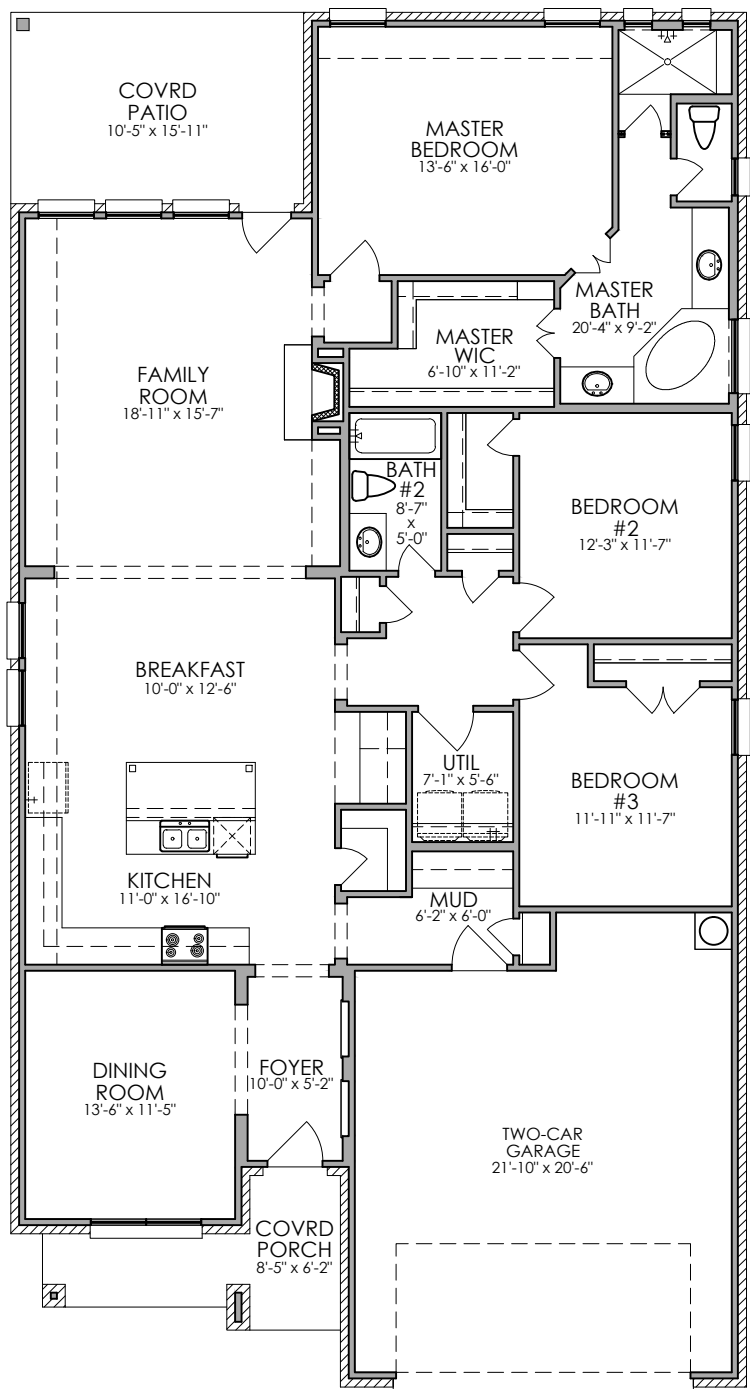 COVRD
PATIO
10'-5" x 15'-11"
MASTER
BEDROOM
13'-6" x 16'-0"
MASTER
BATH
20'-4" x 9'-2"
MASTER
WIC
6'-10" x 11'-2"
FAMILY
ROOM
18'-11" x 15'-7"
BATH
#2
8'-7"
x
5'-0"
BEDROOM
#2
12'-3" x 11'-7"
BREAKFAST
10'-0" x 12'-6"
UTIL
7'-1" x 5'-6"
BEDROOM
#3
11'-11" x 11'-7"
KITCHEN
11'-0" x 16'-10"
MUD
6'-2" x 6'-0"
DINING
ROOM
13'-6" x 11'-5"
FOYER
10'-0" x 5'-2"
TWO-CAR
GARAGE
21'-10" x 20'-6"
COVRD
PORCH
8'-5" x 6'-2"